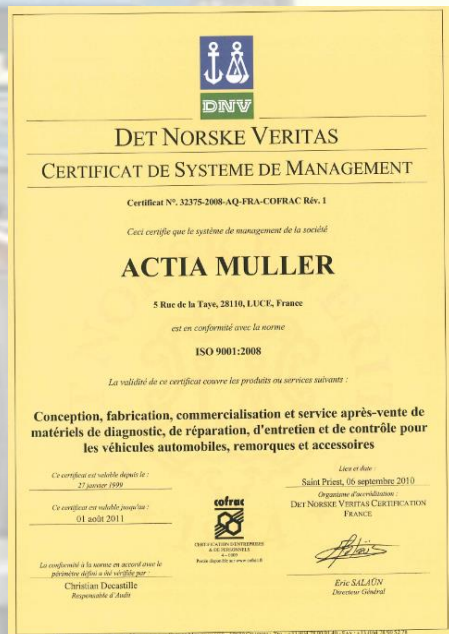 DNV
DET NORSKE VERITAS
CERTIFICAT DE SYSTEME DE MANAGEMENT
Certificat N°. 32375-2008-AQ-FRA-COFRAC Rév. 1
Ceci certifie que le système de management de la société
ACTIA MULLER
5 Rue de la Taye, 28110, LUCE, France
est en conformité avec la norme
ISO 9001:2008
La validité de ce certificat couvre les produits ou services suivants :
Conception, fabrication, commercialisation et service après-vente de
matériels de diagnostic, de réparation, d'entretien et de contrôle pour
les véhicules automobiles, remorques et accessoires
Ce certificat est valable depuis le :
27 janvier 1999
Ce certificat est valable jusqu'au :
01 août 2011
La conformité à la norme en accord avec le
périmètre défini a été vérifiée par :
Christian Decastille
Responsable d'Audit
cofrac
CERTIFICATION D'ENTREPRISES
& DE PERSONNELS
Lieu et date :
Saint Priest, 06 septembre 2010
Organisme d'accréditation :
DET NORSKE VERITAS CERTIFICATION
FRANCE
Eric SALAÜN
Directeur Général